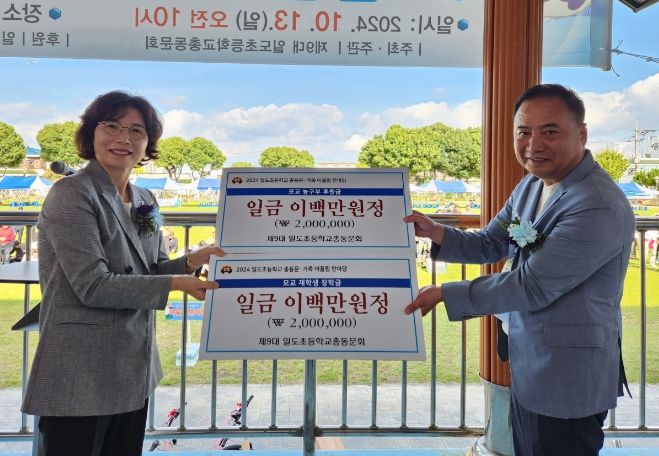 일시: 2024. 10. 13.(일) 오전 10시
장소
주최·주관 | 제9대 일도초등학교총동문회
후원 | 일
2024 일도초등학교 총동문·가족 어울림 한마당
모교 농구부 후원금
일금 이백만원정
(₩ 2,000,000)
제9대 일도초등학교총동문회
2024 일도초등학교 총동문·가족 어울림 한마당
모교 재학생 장학금
일금 이백만원정
(₩ 2,000,000)
제9대 일도초등학교총동문회